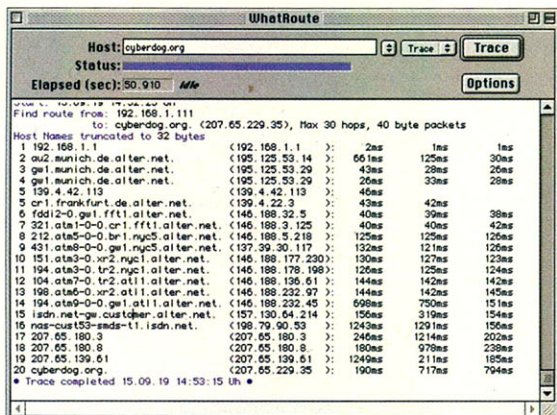 WhatRoute
Host: cyberdog.org Trace Trace
Status:
Elapsed (sec): 50.910 Idle Options
Find route from: 192.168.1.111
to: cyberdog.org. (207.65.229.35), Max 30 hops, 40 byte packets
Host Names truncated to 32 bytes
1 192.168.1.1 (192.168.1.1 ): 2ms 1ms 1ms
2 au2.munich.de.alter.net. (195.125.53.14 ): 661ms 125ms 30ms
3 gw1.munich.de.alter.net. (195.125.53.29 ): 43ms 28ms 26ms
4 gw1.munich.de.alter.net. (195.125.53.29 ): 26ms 33ms 28ms
5 139.4.42.113 (139.4.42.113 ): 46ms
5 cr1.frankfurt.de.alter.net. (139.4.22.3 ): 43ms 42ms
6 fddi2-0.gw1.fft1.alter.net. (146.188.32.5 ): 40ms 39ms 38ms
7 321.atm1-0-0.cr1.fft1.alter.net. (146.188.3.125 ): 40ms 40ms 42ms
8 212.atm5-0-0.br1.nyc5.alter.net. (146.188.5.218 ): 125ms 125ms 126ms
9 431.atm8-0-0.gw1.nyc5.alter.net. (137.39.30.117 ): 132ms 121ms 126ms
10 151.atm3-0.xr2.nyc1.alter.net. (146.188.177.230): 130ms 127ms 123ms
11 194.atm3-0.tr2.nyc1.alter.net. (146.188.178.198): 126ms 125ms 124ms
12 104.atm7-0.tr2.atl1.alter.net. (146.188.136.61 ): 144ms 142ms 142ms
13 198.atm6-0.xr2.atl1.alter.net. (146.188.232.97 ): 144ms 142ms 145ms
14 194.atm9-0-0.gw1.atl1.alter.net. (146.188.232.45 ): 698ms 750ms 151ms
15 isdn.net-gw.customer.alter.net. (157.130.64.214 ): 156ms 319ms 154ms
16 nas-cust53-smds-t1.isdn.net. (198.79.90.53 ): 1243ms 1291ms 156ms
17 207.65.180.3 (207.65.180.3 ): 246ms 1214ms 202ms
18 207.65.180.8 (207.65.180.8 ): 180ms 978ms 238ms
19 207.65.139.61 (207.65.139.61 ): 1249ms 211ms 185ms
20 cyberdog.org. (207.65.229.35 ): 190ms 717ms 794ms
• Trace completed 15.09.19 14:53:15 Uh •